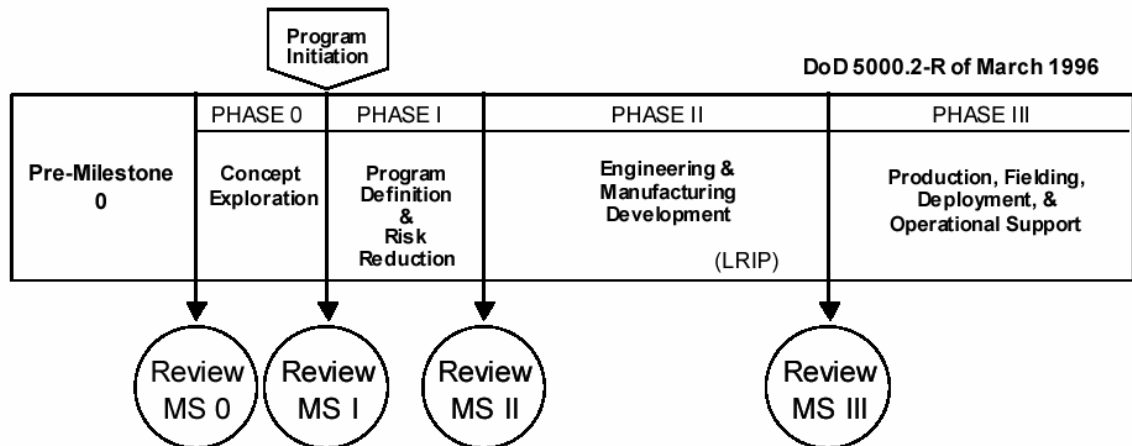 Program
Initiation
DoD 5000.2-R of March 1996
PHASE 0
PHASE I
PHASE II
PHASE III
Pre-Milestone
0
Concept
Exploration
Program
Definition
&
Risk
Reduction
Engineering &
Manufacturing
Development
(LRIP)
Production, Fielding,
Deployment, &
Operational Support
Review
MS 0
Review
MS I
Review
MS II
Review
MS III